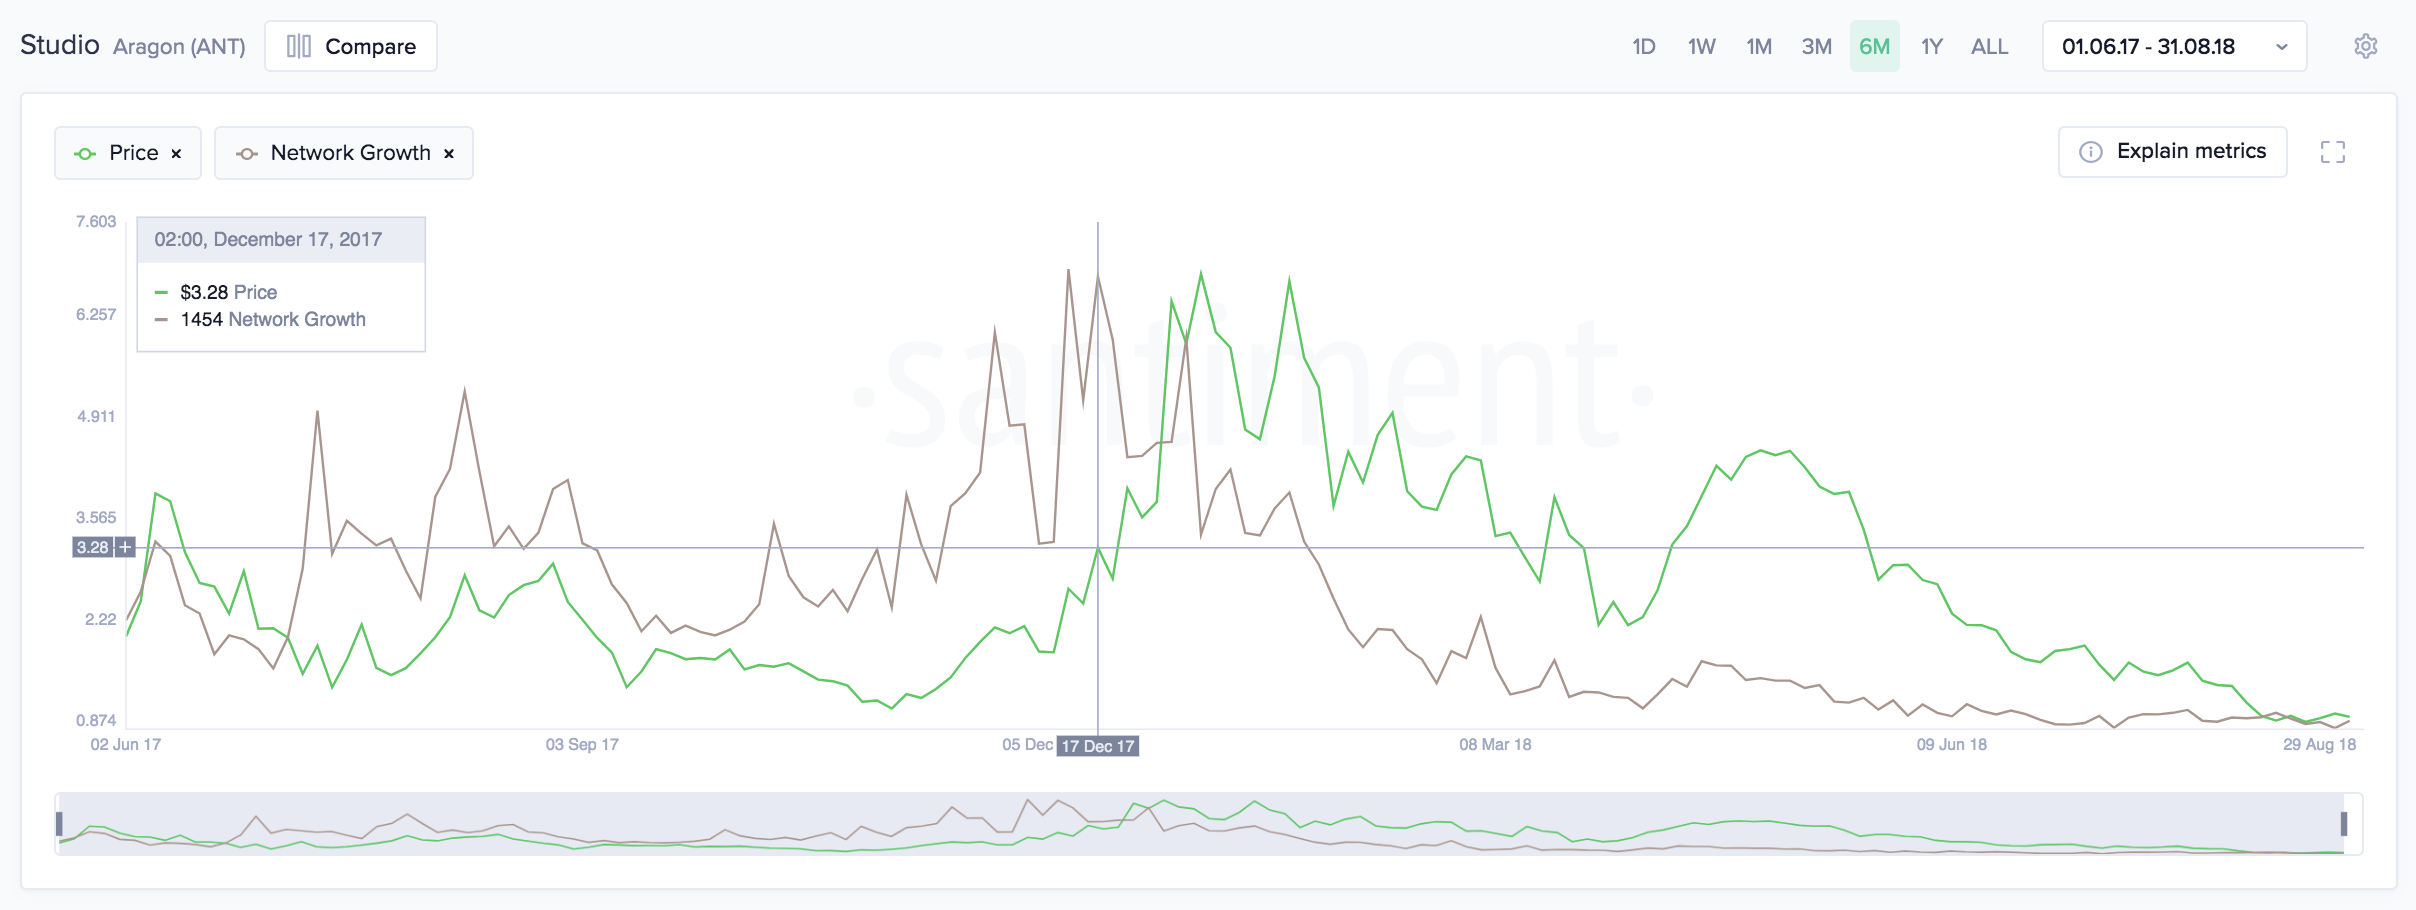 Studio Aragon (ANT) Compare 1D 1W 1M 3M 6M 1Y ALL 01.06.17 - 31.08.18
Price × Network Growth × Explain metrics
7.603
02:00, December 17, 2017
$3.28 Price
1454 Network Growth
6.257
4.911
3.565
3.28 +
2.22
0.874
·santiment·
02 Jun 17 03 Sep 17 05 Dec 17 Dec 17 08 Mar 18 09 Jun 18 29 Aug 18